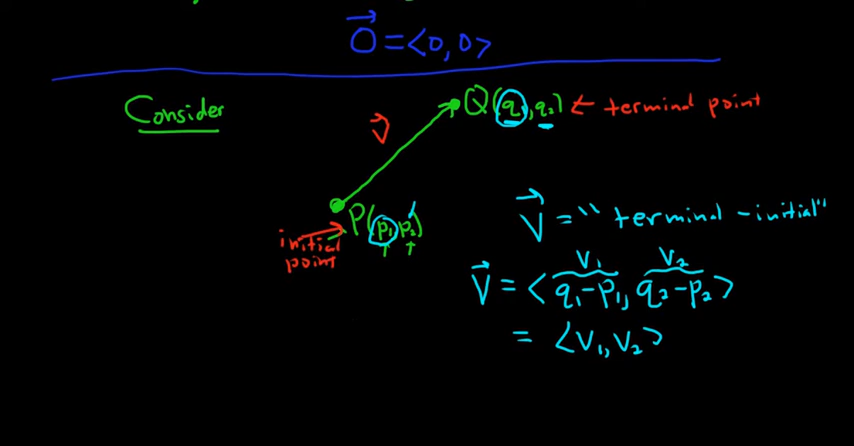 →
0 = <0, 0>
Consider
Q(q₁, q₂) ← terminal point
→
V
P(p₁, p₂)
initial
point
→
V = "terminal - initial"
V₁ V₂
→
V = <q₁-p₁, q₂-p₂>
= <V₁, V₂>